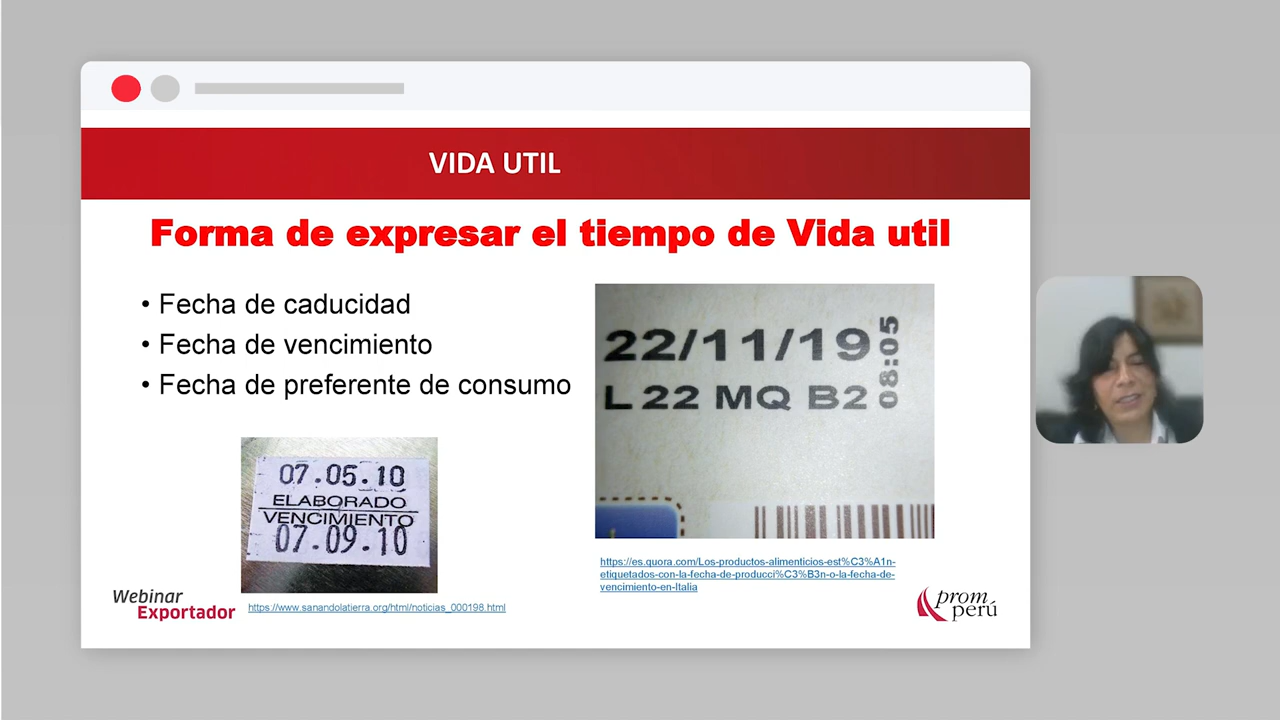 VIDA UTIL
Forma de expresar el tiempo de Vida util
• Fecha de caducidad
• Fecha de vencimiento
• Fecha de preferente de consumo
22/11/19
L 22 MQ B2
08:05
07.05.10
ELABORADO
VENCIMIENTO
07.09.10
https://es.quora.com/Los-productos-alimenticios-est%C3%A1n-
etiquetados-con-la-fecha-de-producci%C3%B3n-o-la-fecha-de-
vencimiento-en-Italia
https://www.sanandolatierra.org/html/noticias_000198.html
Webinar
Exportador
prom
perú